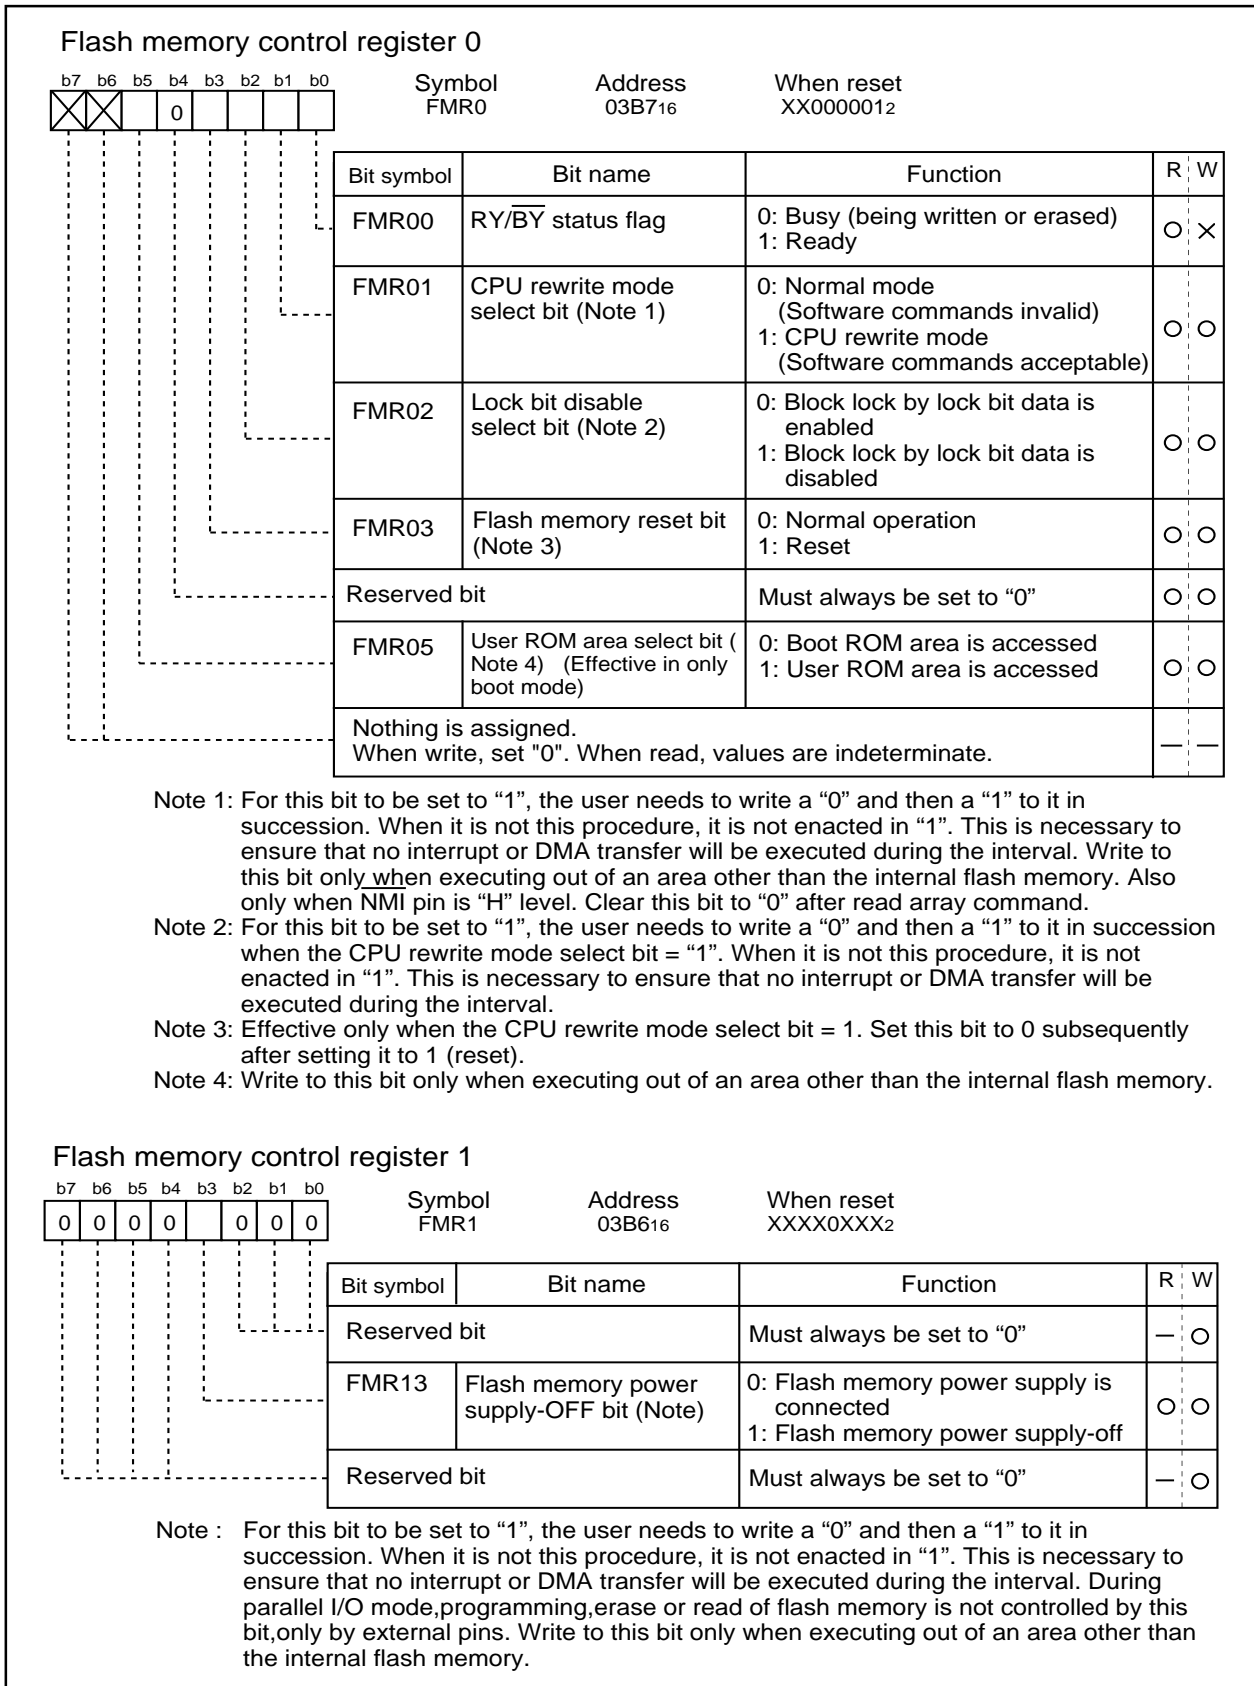 Flash memory control register 0
b7 b6 b5 b4 b3 b2 b1 b0
Symbol Address When reset
FMR0 03B716 XX0000012
0
Bit symbol Bit name Function R W
FMR00 RY/BY status flag 0: Busy (being written or erased)
1: Ready
FMR01 CPU rewrite mode 0: Normal mode
select bit (Note 1) (Software commands invalid)
1: CPU rewrite mode
(Software commands acceptable)
FMR02 Lock bit disable 0: Block lock by lock bit data is
select bit (Note 2) enabled
1: Block lock by lock bit data is
disabled
FMR03 Flash memory reset bit 0: Normal operation
(Note 3) 1: Reset
Reserved bit Must always be set to “0”
FMR05 User ROM area select bit ( 0: Boot ROM area is accessed
Note 4) (Effective in only 1: User ROM area is accessed
boot mode)
Nothing is assigned.
When write, set "0". When read, values are indeterminate.
Note 1: For this bit to be set to “1”, the user needs to write a “0” and then a “1” to it in
succession. When it is not this procedure, it is not enacted in “1”. This is necessary to
ensure that no interrupt or DMA transfer will be executed during the interval. Write to
this bit only when executing out of an area other than the internal flash memory. Also
only when NMI pin is “H” level. Clear this bit to “0” after read array command.
Note 2: For this bit to be set to “1”, the user needs to write a “0” and then a “1” to it in succession
when the CPU rewrite mode select bit = “1”. When it is not this procedure, it is not
enacted in “1”. This is necessary to ensure that no interrupt or DMA transfer will be
executed during the interval.
Note 3: Effective only when the CPU rewrite mode select bit = 1. Set this bit to 0 subsequently
after setting it to 1 (reset).
Note 4: Write to this bit only when executing out of an area other than the internal flash memory.
Flash memory control register 1
b7 b6 b5 b4 b3 b2 b1 b0
Symbol Address When reset
FMR1 03B616 XXXX0XXX2
0 0 0 0 0 0 0
Bit symbol Bit name Function R W
Reserved bit Must always be set to “0”
FMR13 Flash memory power 0: Flash memory power supply is
supply-OFF bit (Note) connected
1: Flash memory power supply-off
Reserved bit Must always be set to “0”
Note : For this bit to be set to “1”, the user needs to write a “0” and then a “1” to it in
succession. When it is not this procedure, it is not enacted in “1”. This is necessary to
ensure that no interrupt or DMA transfer will be executed during the interval. During
parallel I/O mode,programming,erase or read of flash memory is not controlled by this
bit,only by external pins. Write to this bit only when executing out of an area other than
the internal flash memory.